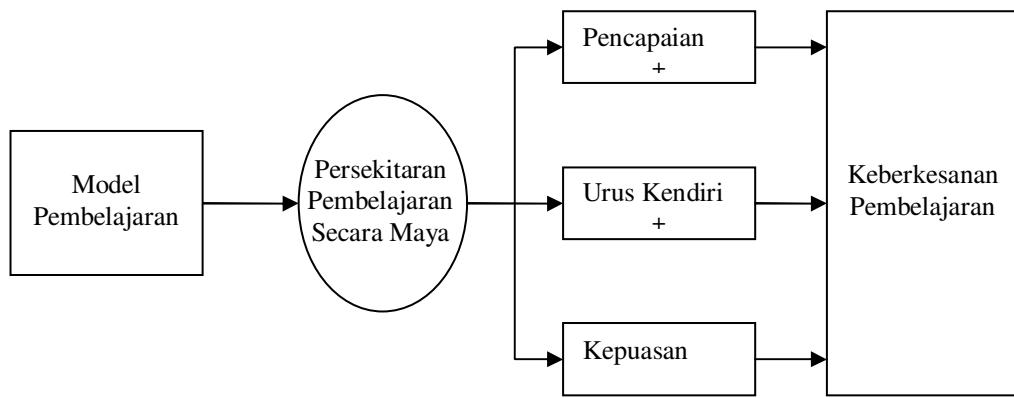 Model
Pembelajaran
Persekitaran
Pembelajaran
Secara Maya
Pencapaian
+
Urus Kendiri
+
Kepuasan
Keberkesanan
Pembelajaran